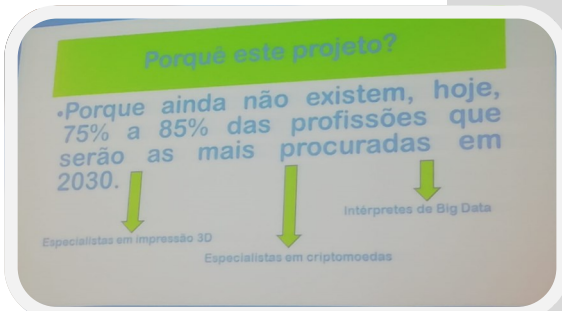 Porquê este projeto?
•Porque ainda não existem, hoje,
75% a 85% das profissões que
serão as mais procuradas em
2030.
Intérpretes de Big Data
Especialistas em impressão 3D
Especialistas em criptomoedas